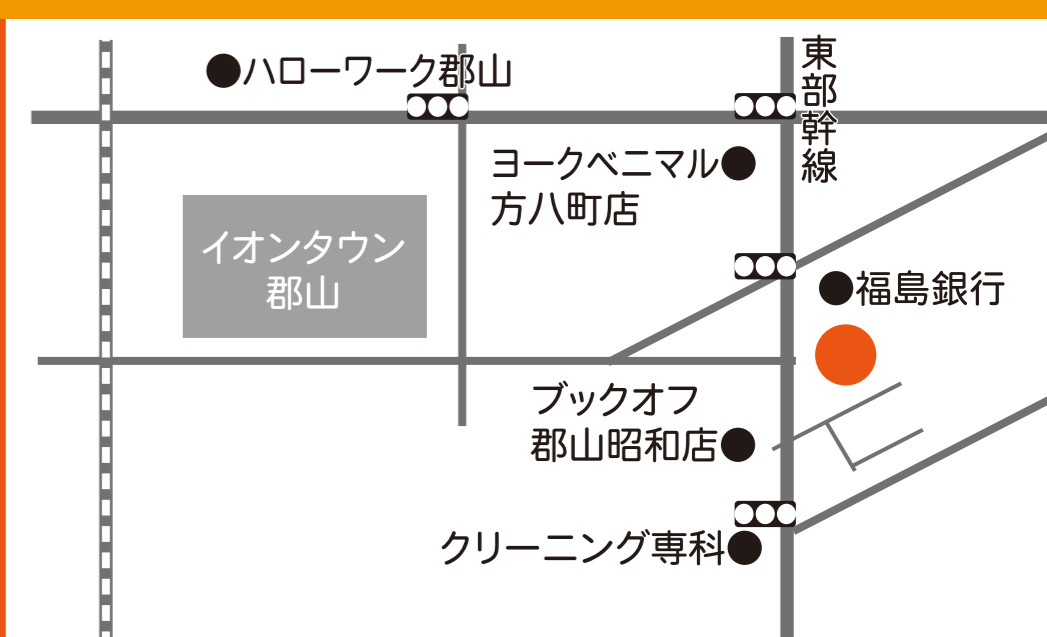 ハローワーク郡山
東部幹線
ヨークベニマル
方八町店
イオンタウン
郡山
福島銀行
ブックオフ
郡山昭和店
クリーニング専科